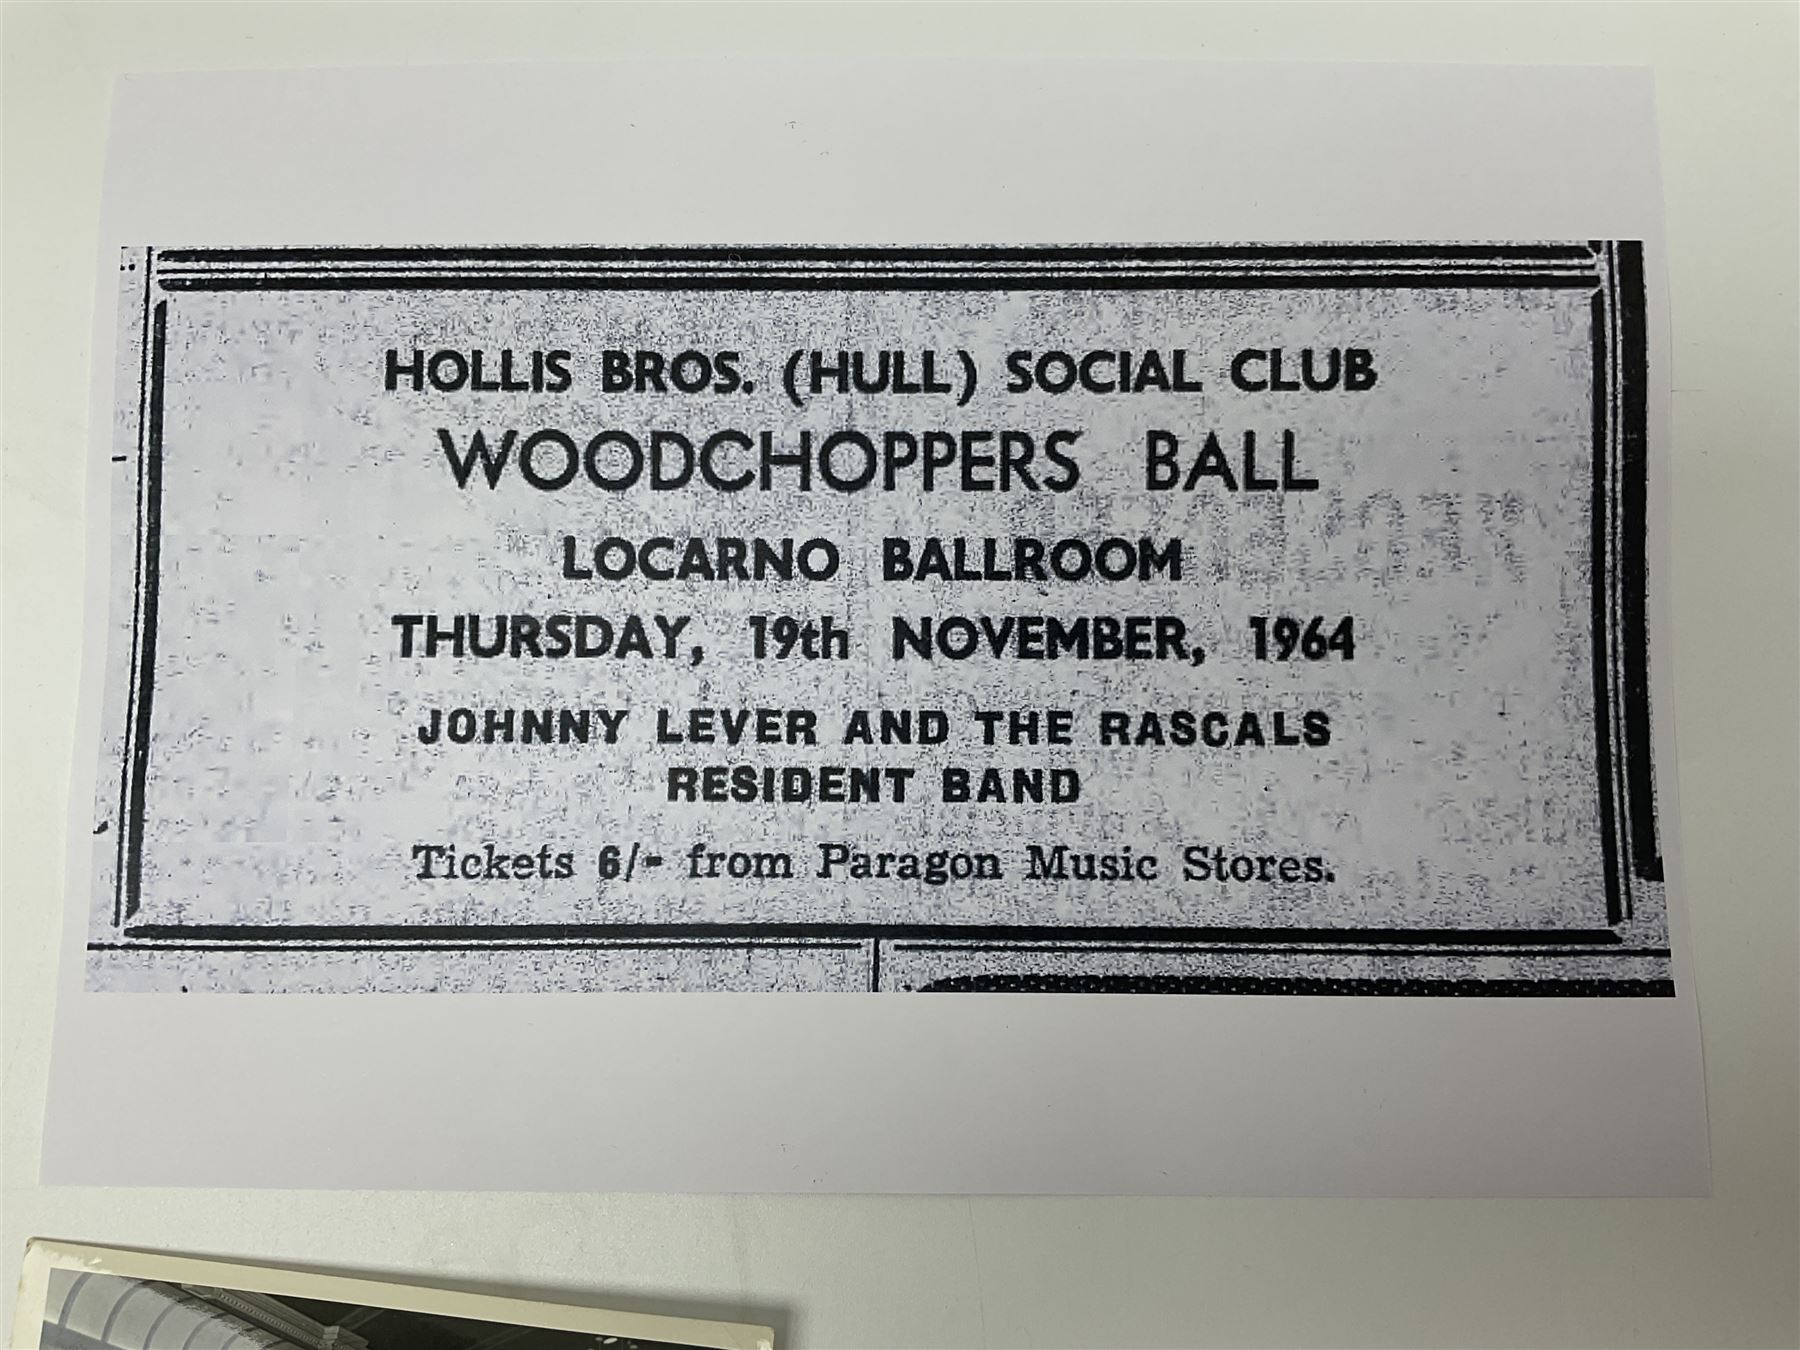 HOLLIS BROS. (HULL) SOCIAL CLUB
WOODCHOPPERS BALL
LOCARNO BALLROOM
THURSDAY, 19th NOVEMBER, 1964
JOHNNY LEVER AND THE RASCALS
RESIDENT BAND
Tickets 6/- from Paragon Music Stores.